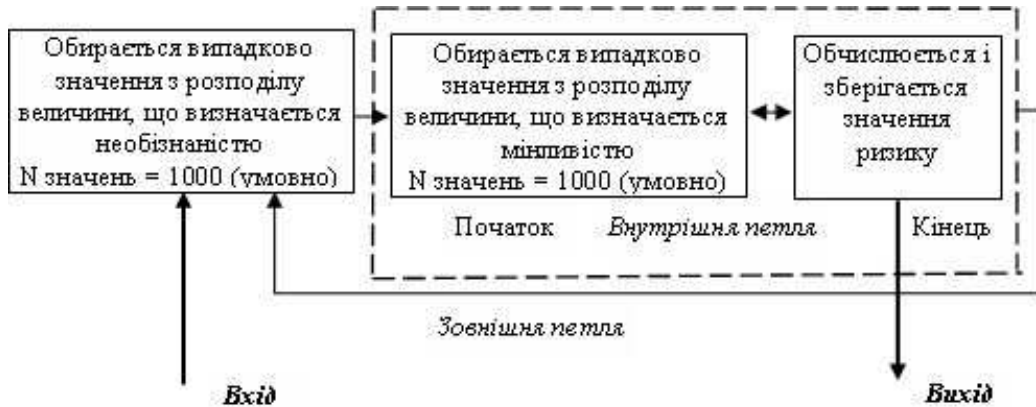 Обирається випадково
значення з розподілу
величини, що визначається
необізнаністю
N значень = 1000 (умовно)
Обирається випадково
значення з розподілу
величини, що визначається
мінливістю
N значень = 1000 (умовно)
Обчислюється і
зберігається
значення
ризику
Початок
Внутрішня петля
Кінець
Зовнішня петля
Вхід
Вихід